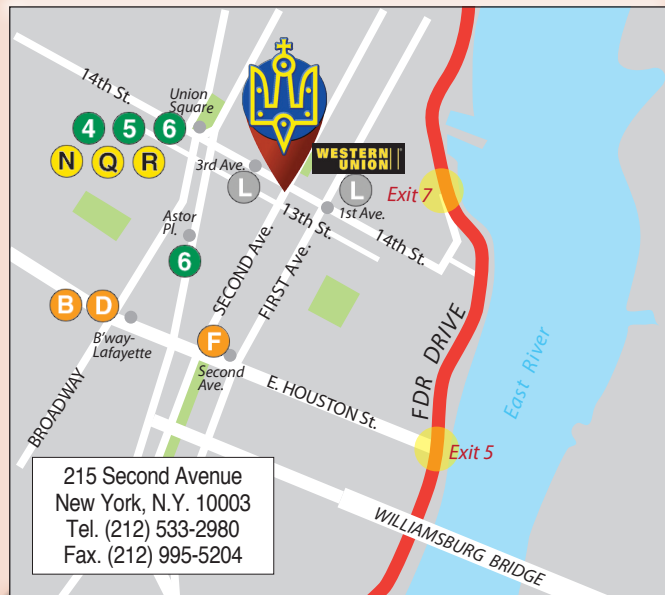 14th St.
Union
Square
4 5 6
N Q R
3rd Ave.
L
WESTERN
UNION
L
1st Ave.
Exit 7
13th St.
14th St.
Astor
Pl.
6
SECOND AVE.
FIRST AVE.
B D
B'way-
Lafayette
F
Second
Ave.
BROADWAY
E. HOUSTON St.
FDR DRIVE
East River
Exit 5
WILLIAMSBURG BRIDGE
215 Second Avenue
New York, N.Y. 10003
Tel. (212) 533-2980
Fax. (212) 995-5204